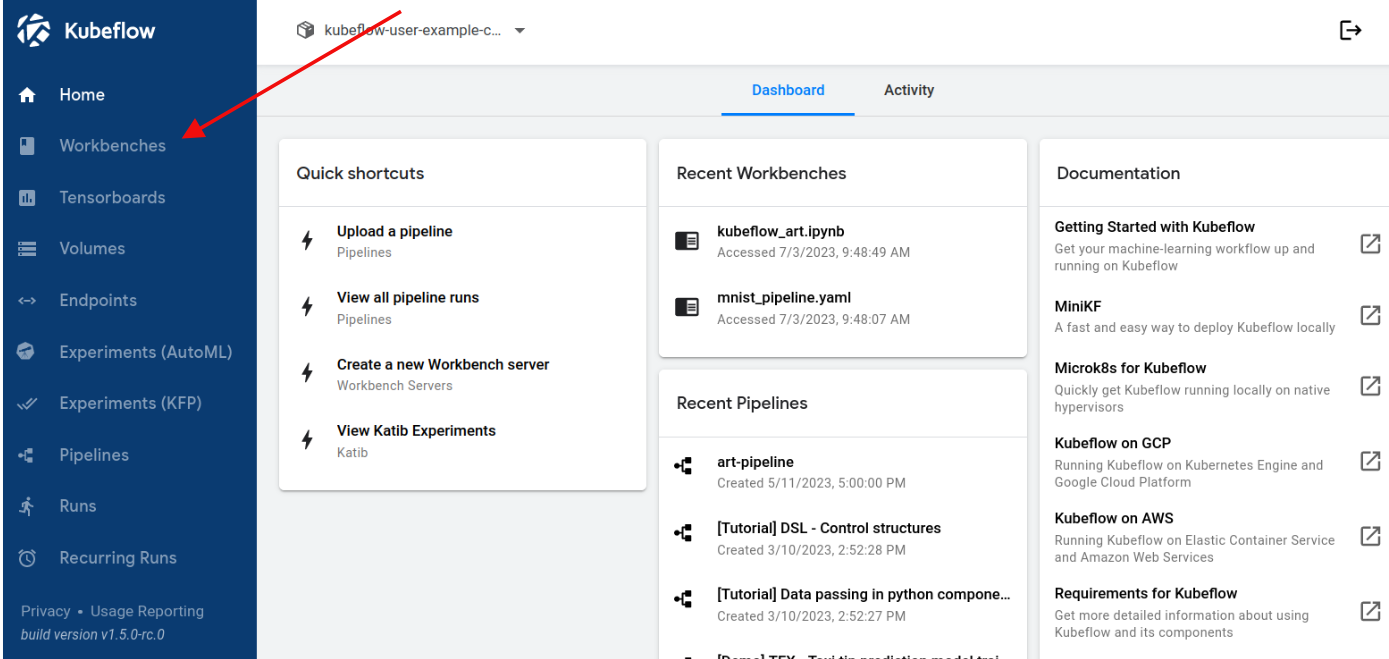 Kubeflow
kubeflow-user-example-c...
Home
Workbenches
Tensorboards
Volumes
Endpoints
Experiments (AutoML)
Experiments (KFP)
Pipelines
Runs
Recurring Runs
Privacy • Usage Reporting
build version v1.5.0-rc.0
Dashboard
Activity
Quick shortcuts
Upload a pipeline
Pipelines
View all pipeline runs
Pipelines
Create a new Workbench server
Workbench Servers
View Katib Experiments
Katib
Recent Workbenches
kubeflow_art.ipynb
Accessed 7/3/2023, 9:48:49 AM
mnist_pipeline.yaml
Accessed 7/3/2023, 9:48:07 AM
Recent Pipelines
art-pipeline
Created 5/11/2023, 5:00:00 PM
[Tutorial] DSL - Control structures
Created 3/10/2023, 2:52:28 PM
[Tutorial] Data passing in python compone...
Created 3/10/2023, 2:52:27 PM
Documentation
Getting Started with Kubeflow
Get your machine-learning workflow up and
running on Kubeflow
MiniKF
A fast and easy way to deploy Kubeflow locally
Microk8s for Kubeflow
Quickly get Kubeflow running locally on native
hypervisors
Kubeflow on GCP
Running Kubeflow on Kubernetes Engine and
Google Cloud Platform
Kubeflow on AWS
Running Kubeflow on Elastic Container Service
and Amazon Web Services
Requirements for Kubeflow
Get more detailed information about using
Kubeflow and its components